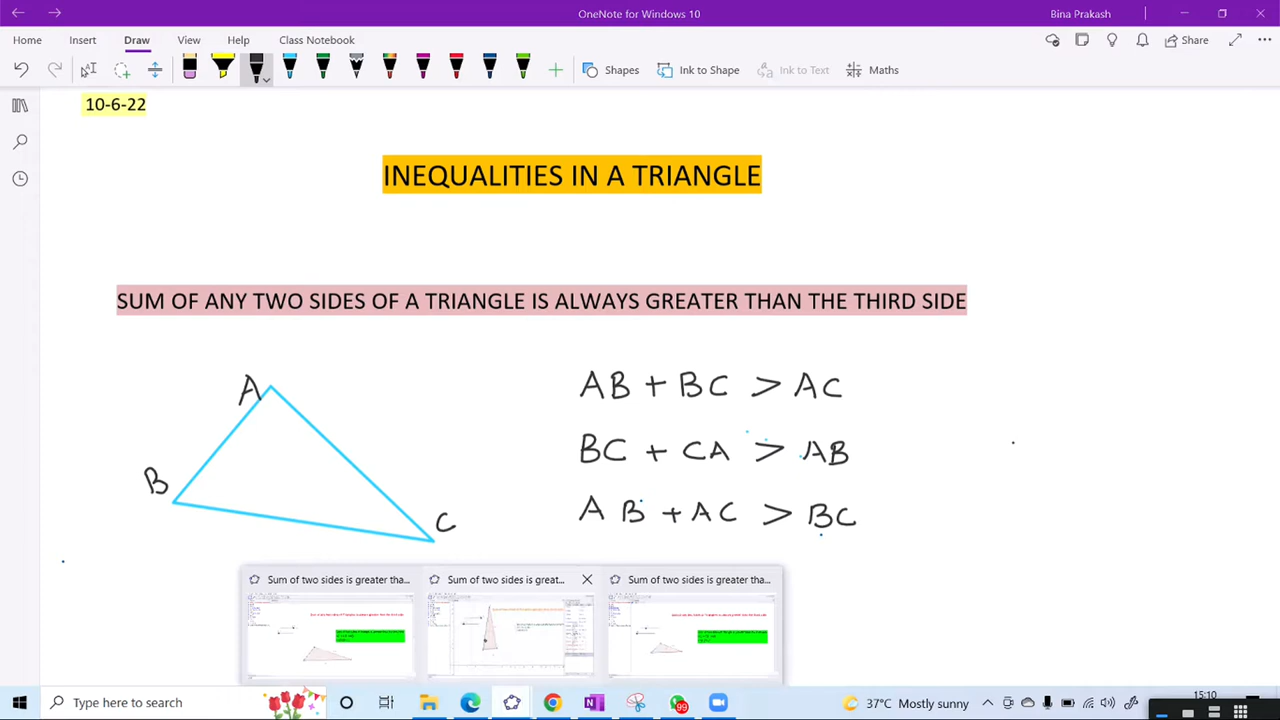 OneNote for Windows 10
Bina Prakash
Home Insert Draw View Help Class Notebook
Share
Shapes Ink to Shape Ink to Text Maths
10-6-22
INEQUALITIES IN A TRIANGLE
SUM OF ANY TWO SIDES OF A TRIANGLE IS ALWAYS GREATER THAN THE THIRD SIDE
A
B
C
AB + BC > AC
BC + CA > AB
AB + AC > BC
Sum of two sides is greater tha...
Sum of two sides is great...
Sum of two sides is greater tha...
Type here to search
99
37°C Mostly sunny
15:10